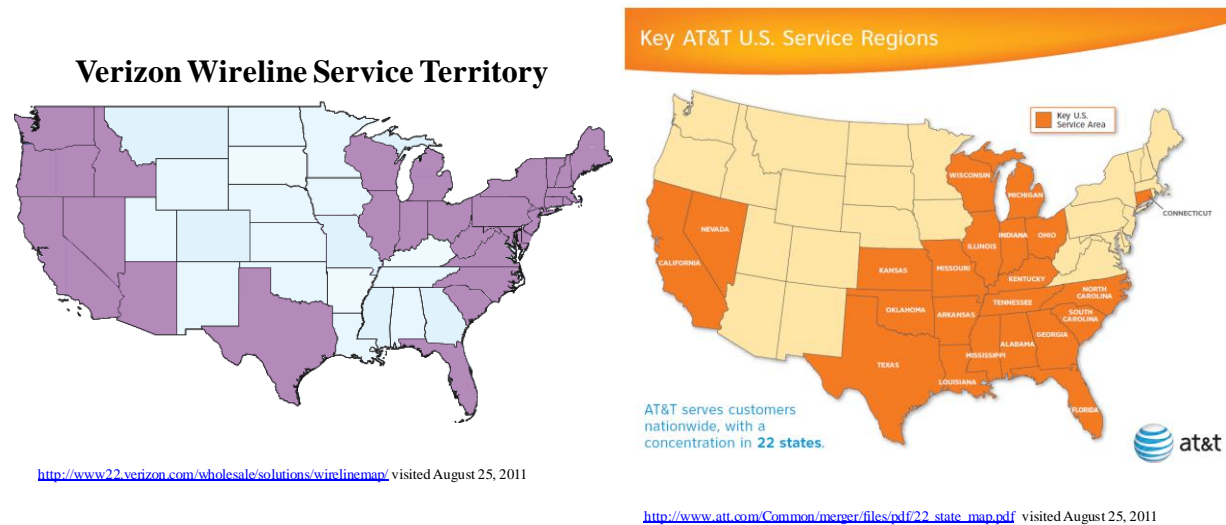 Verizon Wireline Service Territory
http://www22.verizon.com/wholesale/solutions/wirelinemap/ visited August 25, 2011
Key AT&T U.S. Service Regions
Key U.S.
Service Area
WISCONSIN
MICHIGAN
CONNECTICUT
NEVADA
OHIO
INDIANA
ILLINOIS
CALIFORNIA
KANSAS
MISSOURI
KENTUCKY
NORTH
CAROLINA
TENNESSEE
OKLAHOMA
ARKANSAS
SOUTH
CAROLINA
GEORGIA
ALABAMA
MISSISSIPPI
TEXAS
LOUISIANA
FLORIDA
AT&T serves customers
nationwide, with a
concentration in 22 states.
at&t
http://www.att.com/Common/merger/files/pdf/22_state_map.pdf visited August 25, 2011